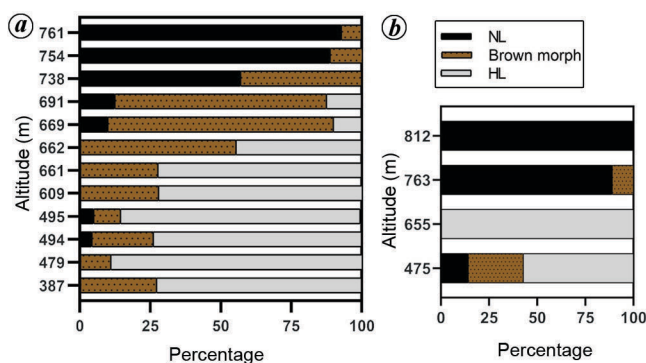 a
761
754
738
691
669
662
661
609
495
494
479
387
Altitude (m)
0 25 50 75 100
Percentage
b
NL
Brown morph
HL
812
763
655
475
Altitude (m)
0 25 50 75 100
Percentage